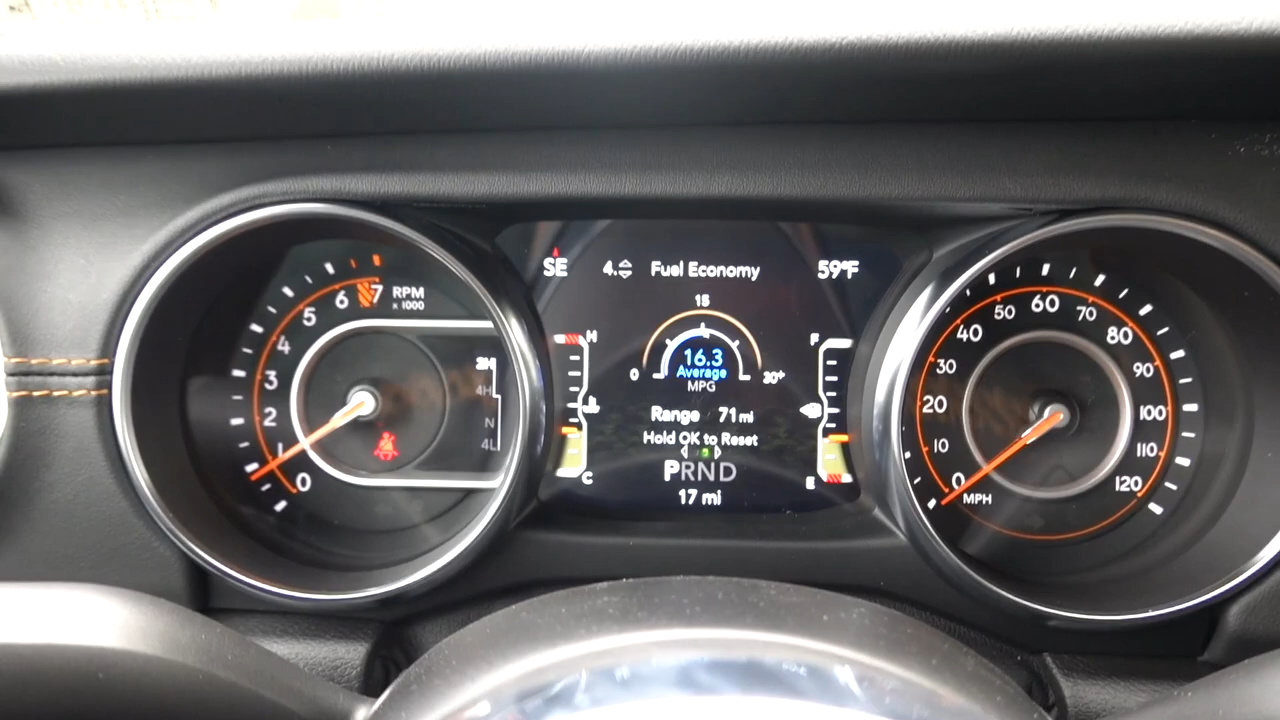 SE 4. Fuel Economy 59°F
RPM
x 1000
0 1 2 3 4 5 6 7
2H
4H
N
4L
H
C
15
0 30+
16.3
Average
MPG
Range 71 mi
Hold OK to Reset
PRND
17 mi
F
E
0 10 20 30 40 50 60 70 80 90 100 110 120
MPH